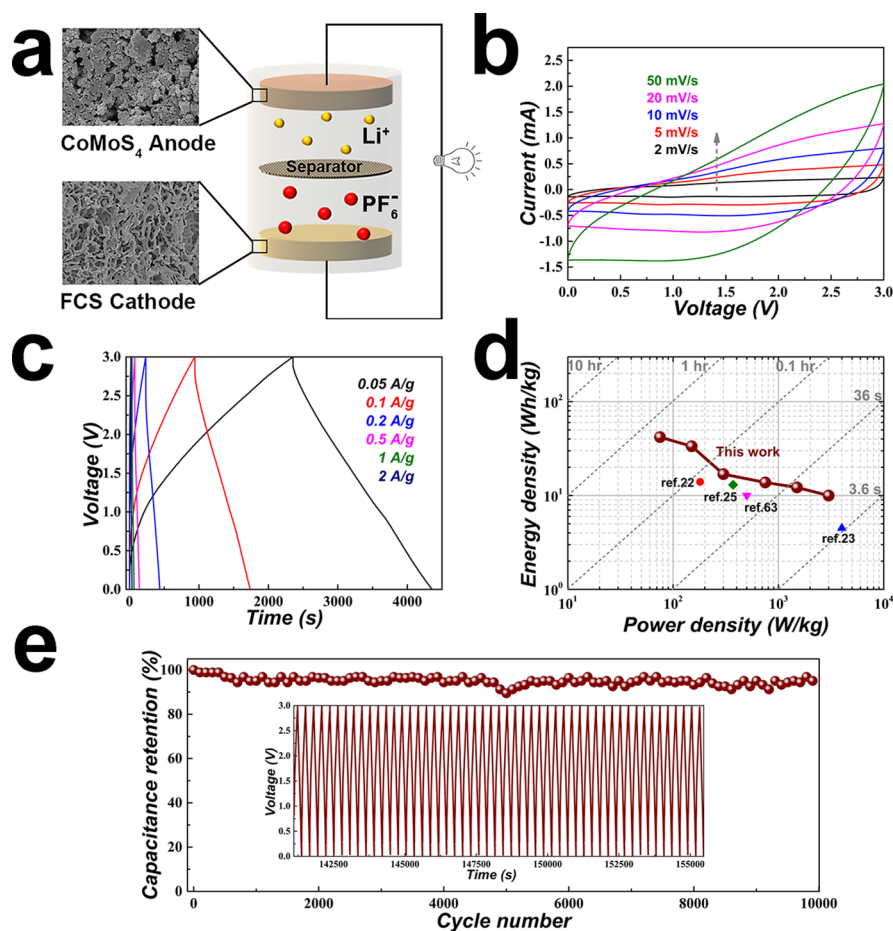 a
CoMoS4 Anode
FCS Cathode
Li+
Separator
PF6-
b
50 mV/s
20 mV/s
10 mV/s
5 mV/s
2 mV/s
Current (mA)
2.5
2.0
1.5
1.0
0.5
0.0
-0.5
-1.0
-1.5
0.0 0.5 1.0 1.5 2.0 2.5 3.0
Voltage (V)
c
0.05 A/g
0.1 A/g
0.2 A/g
0.5 A/g
1 A/g
2 A/g
Voltage (V)
3.0
2.5
2.0
1.5
1.0
0.5
0.0
0 1000 2000 3000 4000
Time (s)
d
10 hr 1 hr 0.1 hr
36 s
3.6 s
This work
ref.22
ref.25
ref.63
ref.23
Energy density (Wh/kg)
10^2
10^1
10^0
10^1 10^2 10^3 10^4
Power density (W/kg)
e
Capacitance retention (%)
100
80
60
40
20
0
0 2000 4000 6000 8000 10000
Cycle number
Voltage (V)
3.0
2.5
2.0
1.5
1.0
0.5
0.0
142500 145000 147500 150000 152500 155000
Time (s)